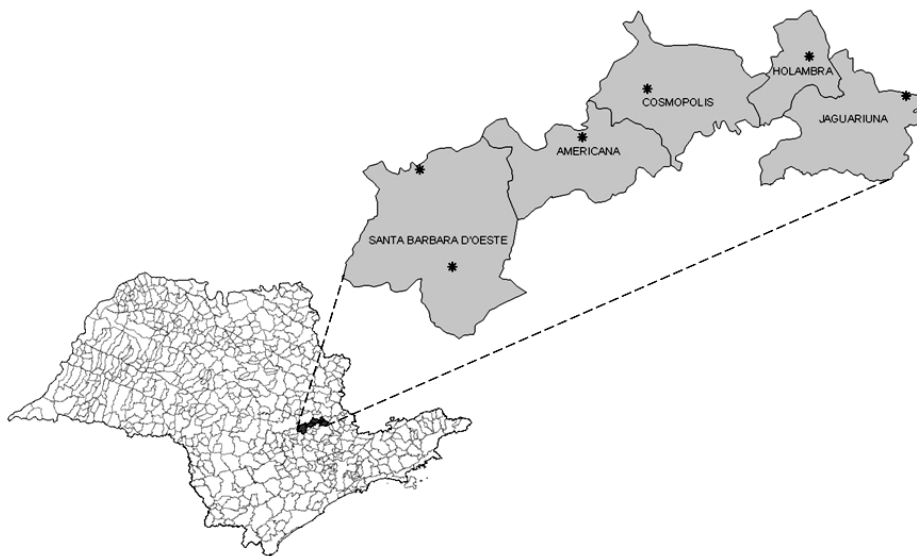 HOLAMBRA
COSMOPOLIS
JAGUARIUNA
AMERICANA
SANTA BARBARA D'OESTE